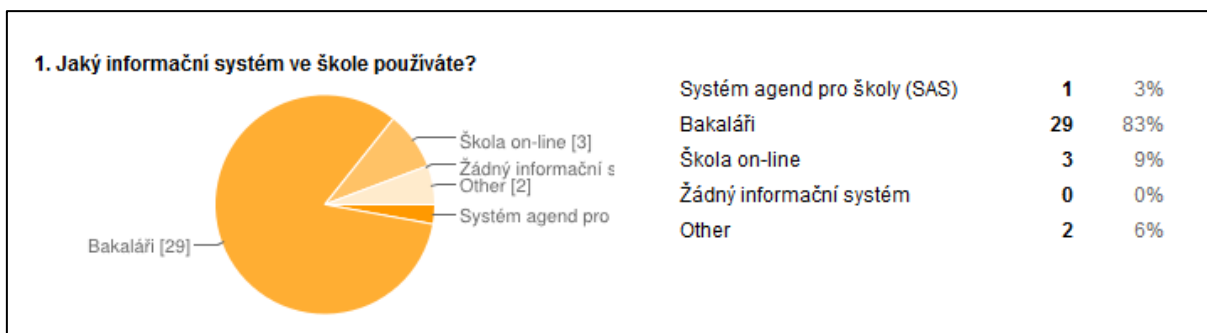 1. Jaký informační systém ve škole používáte?
Škola on-line [3]
Žádný informační s
Other [2]
Systém agend pro
Bakaláři [29]
Systém agend pro školy (SAS) 1 3%
Bakaláři 29 83%
Škola on-line 3 9%
Žádný informační systém 0 0%
Other 2 6%